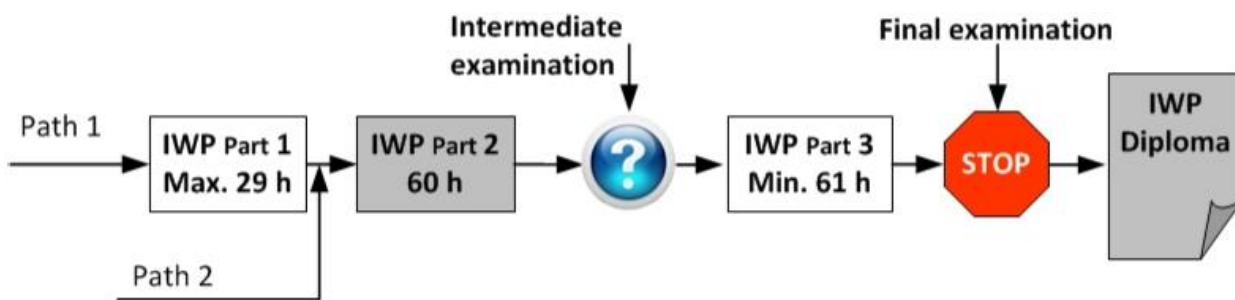 Intermediate
examination
Final examination
Path 1
IWP Part 1
Max. 29 h
IWP Part 2
60 h
?
IWP Part 3
Min. 61 h
STOP
IWP
Diploma
Path 2